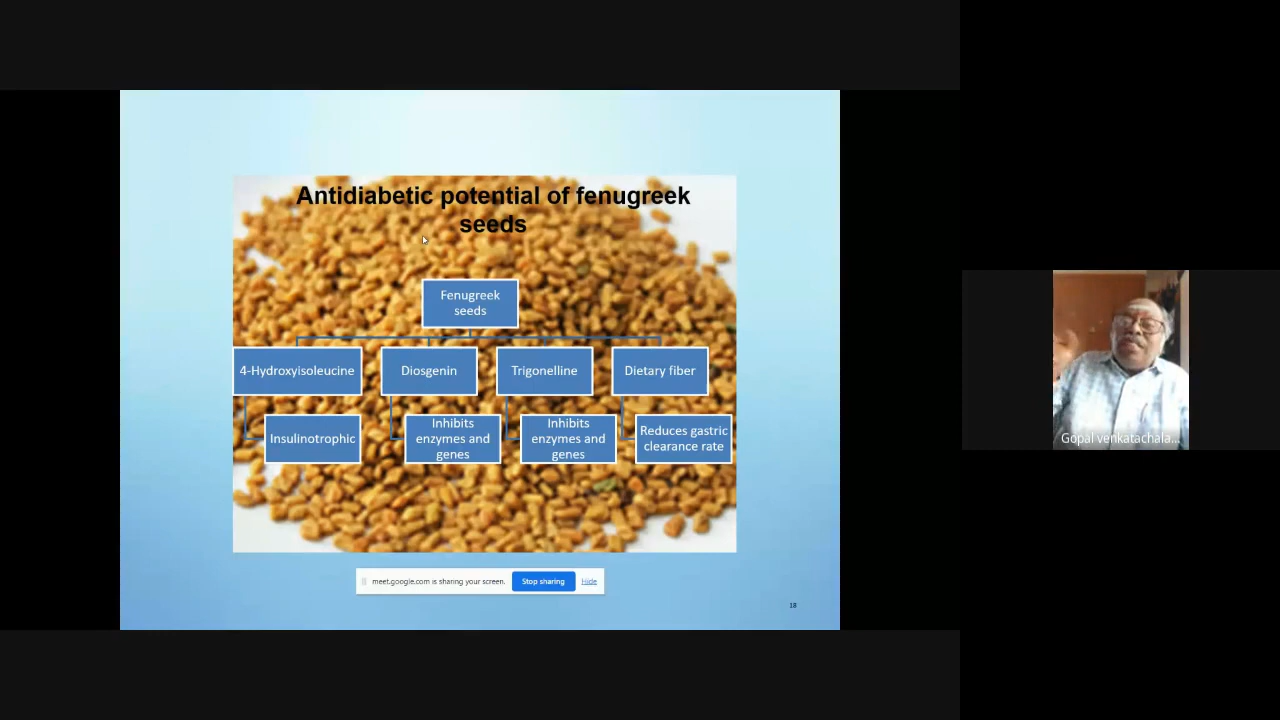 Antidiabetic potential of fenugreek
seeds
Fenugreek
seeds
4-Hydroxyisoleucine
Diosgenin
Trigonelline
Dietary fiber
Insulinotrophic
Inhibits
enzymes and
genes
Inhibits
enzymes and
genes
Reduces gastric
clearance rate
meet.google.com is sharing your screen.
Stop sharing
Hide
18
Gopal venkatachala...